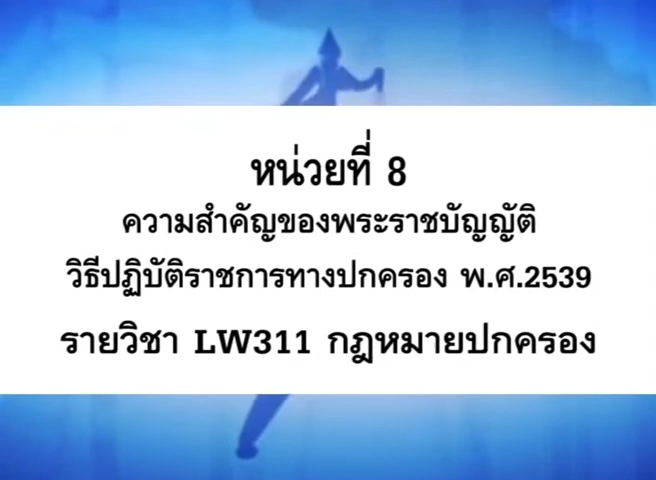 หน่วยที่ 8
ความสำคัญของพระราชบัญญัติ
วิธีปฏิบัติราชการทางปกครอง พ.ศ.2539
รายวิชา LW311 กฎหมายปกครอง